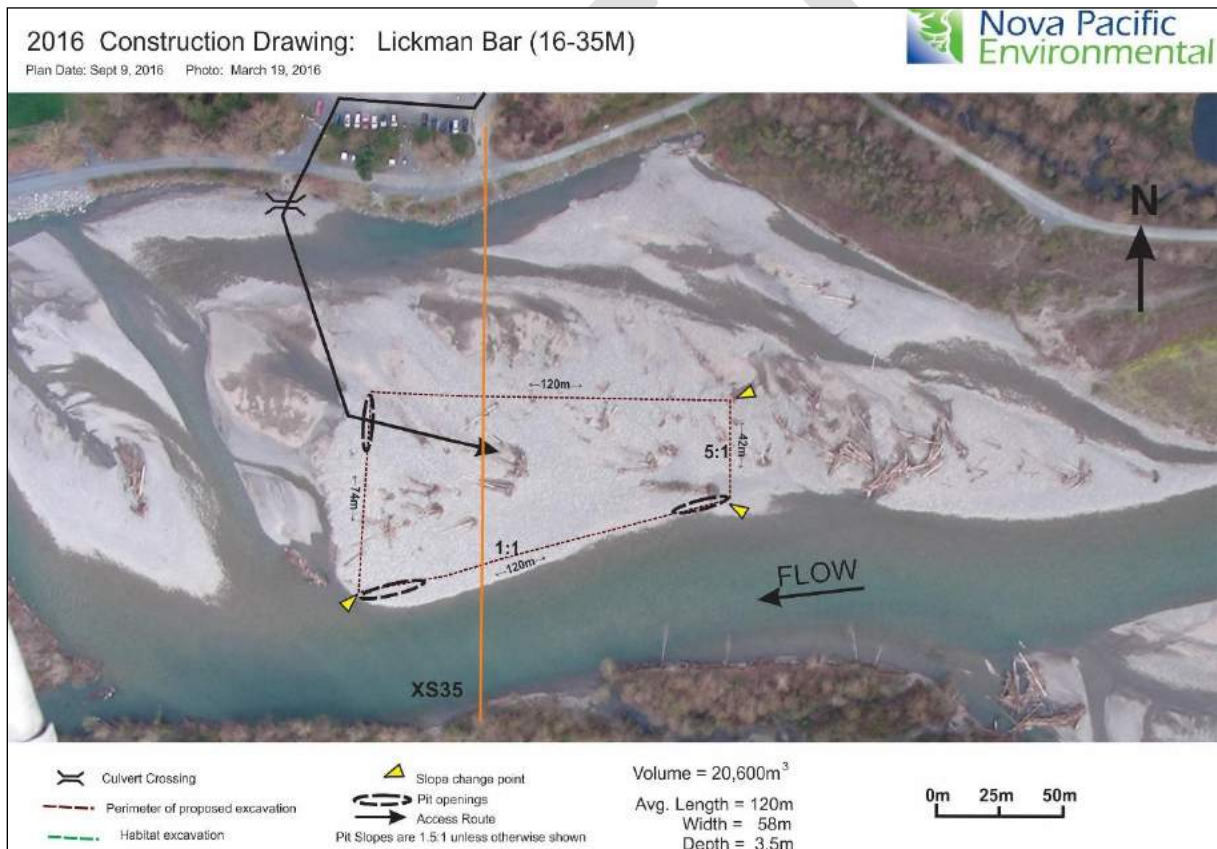 2016 Construction Drawing: Lickman Bar (16-35M)
Plan Date: Sept 9, 2016 Photo: March 19, 2016
Nova Pacific
Environmental
N
←120m→
5:1
←42m→
←74m→
1:1
←120m→
FLOW
XS35
Culvert Crossing
Perimeter of proposed excavation
Habitat excavation
Slope change point
Pit openings
Access Route
Pit Slopes are 1.5:1 unless otherwise shown
Volume = 20,600m³
Avg. Length = 120m
Width = 58m
Depth = 3.5m
0m 25m 50m